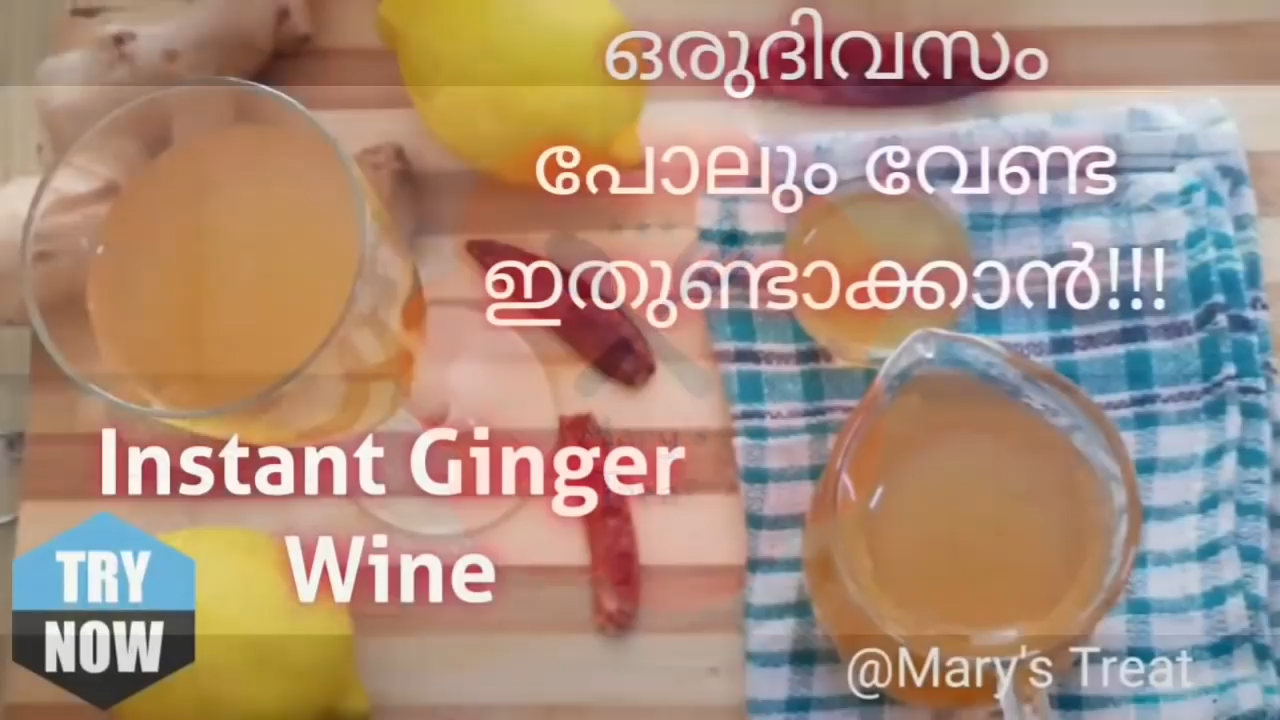 ഒരുദിവസം
പോലും വേണ്ട
ഇതുണ്ടാക്കാൻ!!!
Instant Ginger
Wine
TRY
NOW
@Mary's Treat